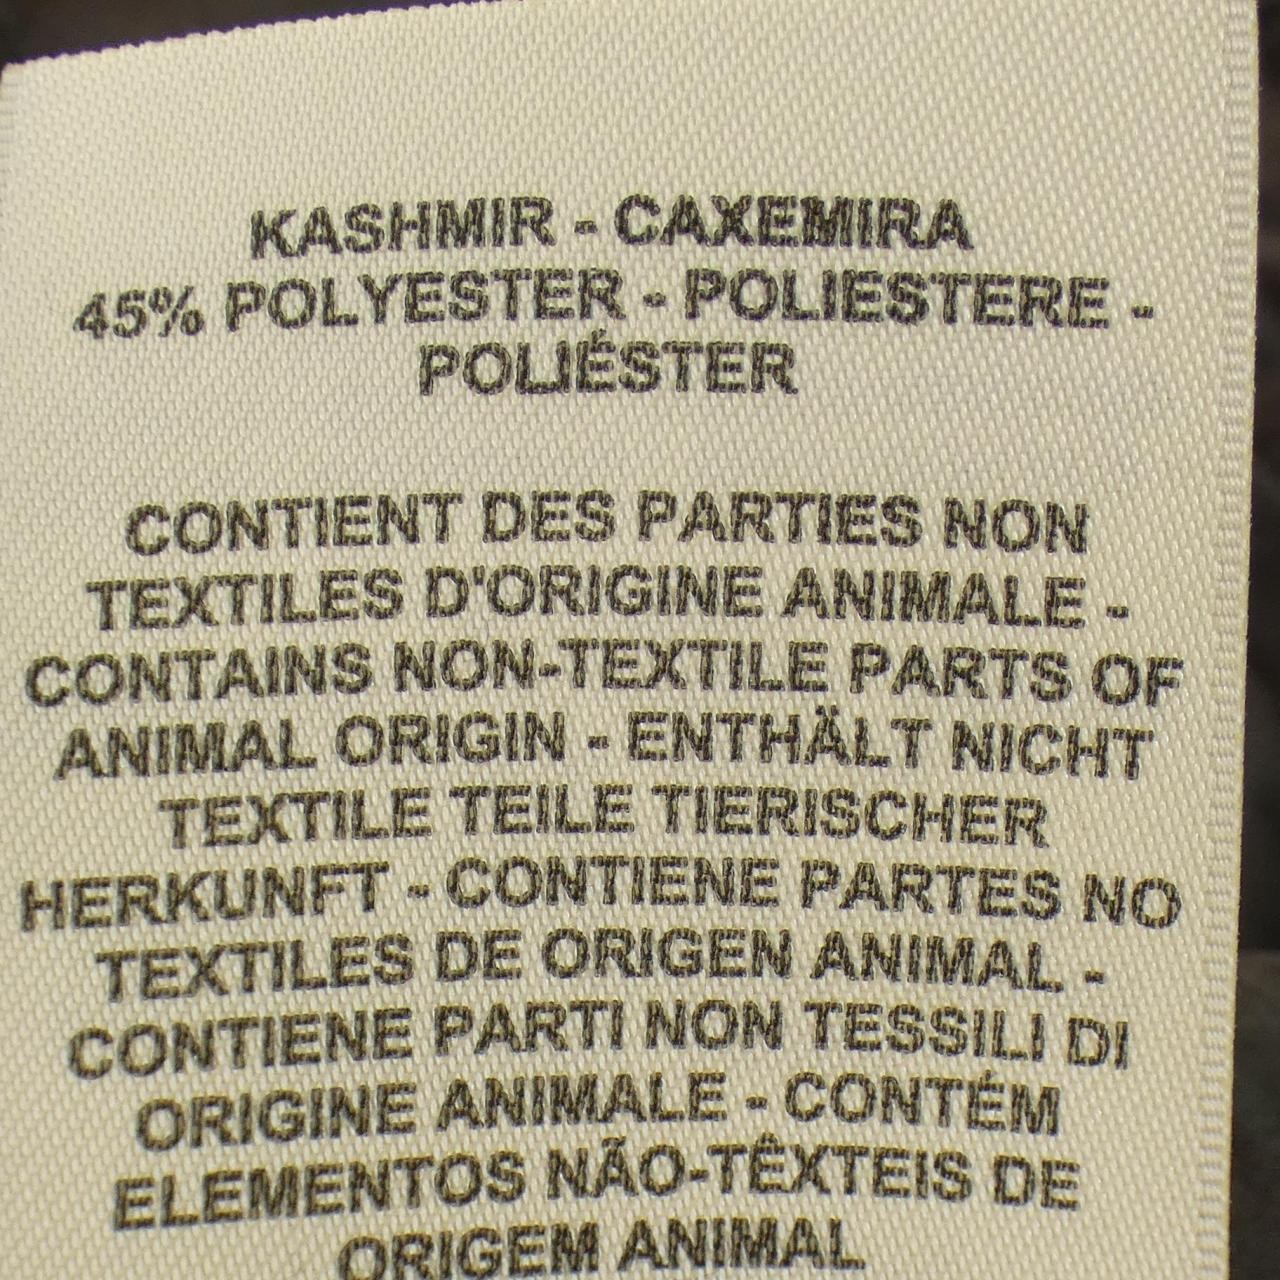 KASHMIR - CAXEMIRA
45% POLYESTER - POLIESTERE -
POLIÉSTER
CONTIENT DES PARTIES NON
TEXTILES D'ORIGINE ANIMALE -
CONTAINS NON-TEXTILE PARTS OF
ANIMAL ORIGIN - ENTHÄLT NICHT
TEXTILE TEILE TIERISCHER
HERKUNFT - CONTIENE PARTES NO
TEXTILES DE ORIGEN ANIMAL -
CONTIENE PARTI NON TESSILI DI
ORIGINE ANIMALE - CONTÉM
ELEMENTOS NÃO-TÊXTEIS DE
ORIGEM ANIMAL